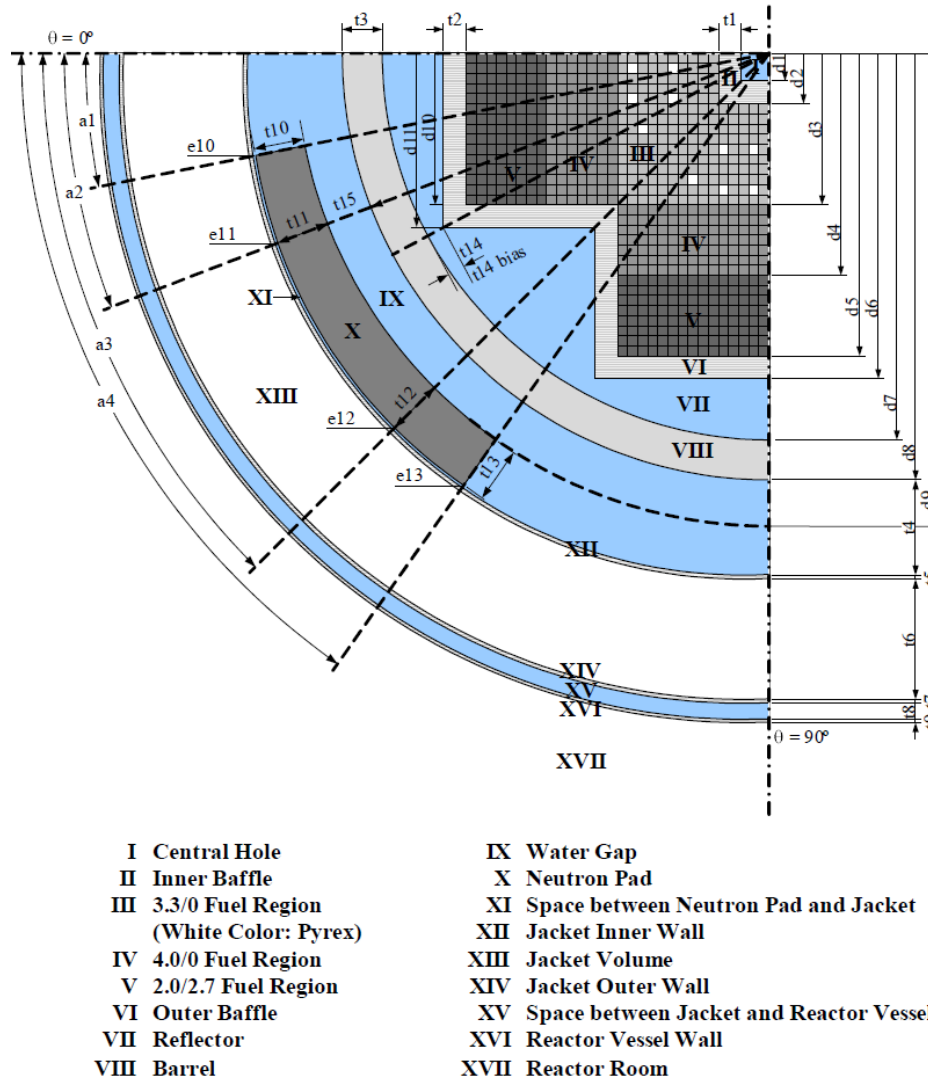 t3
t2
t1
θ = 0°
I
d1
II
d2
a1
t10
d11
d10
d3
e10
V
IV
III
a2
t15
t11
d4
e11
t14
IV
t14 bias
d5
d6
XI
IX
a3
X
V
VI
a4
XIII
t12
VII
d7
e12
VIII
d8
t13
e13
d9
t4
XII
t5
t6
XIV
XV
XVI
t8
θ = 90°
XVII
I Central Hole
II Inner Baffle
III 3.3/0 Fuel Region
(White Color: Pyrex)
IV 4.0/0 Fuel Region
V 2.0/2.7 Fuel Region
VI Outer Baffle
VII Reflector
VIII Barrel
IX Water Gap
X Neutron Pad
XI Space between Neutron Pad and Jacket
XII Jacket Inner Wall
XIII Jacket Volume
XIV Jacket Outer Wall
XV Space between Jacket and Reactor Vessel
XVI Reactor Vessel Wall
XVII Reactor Room